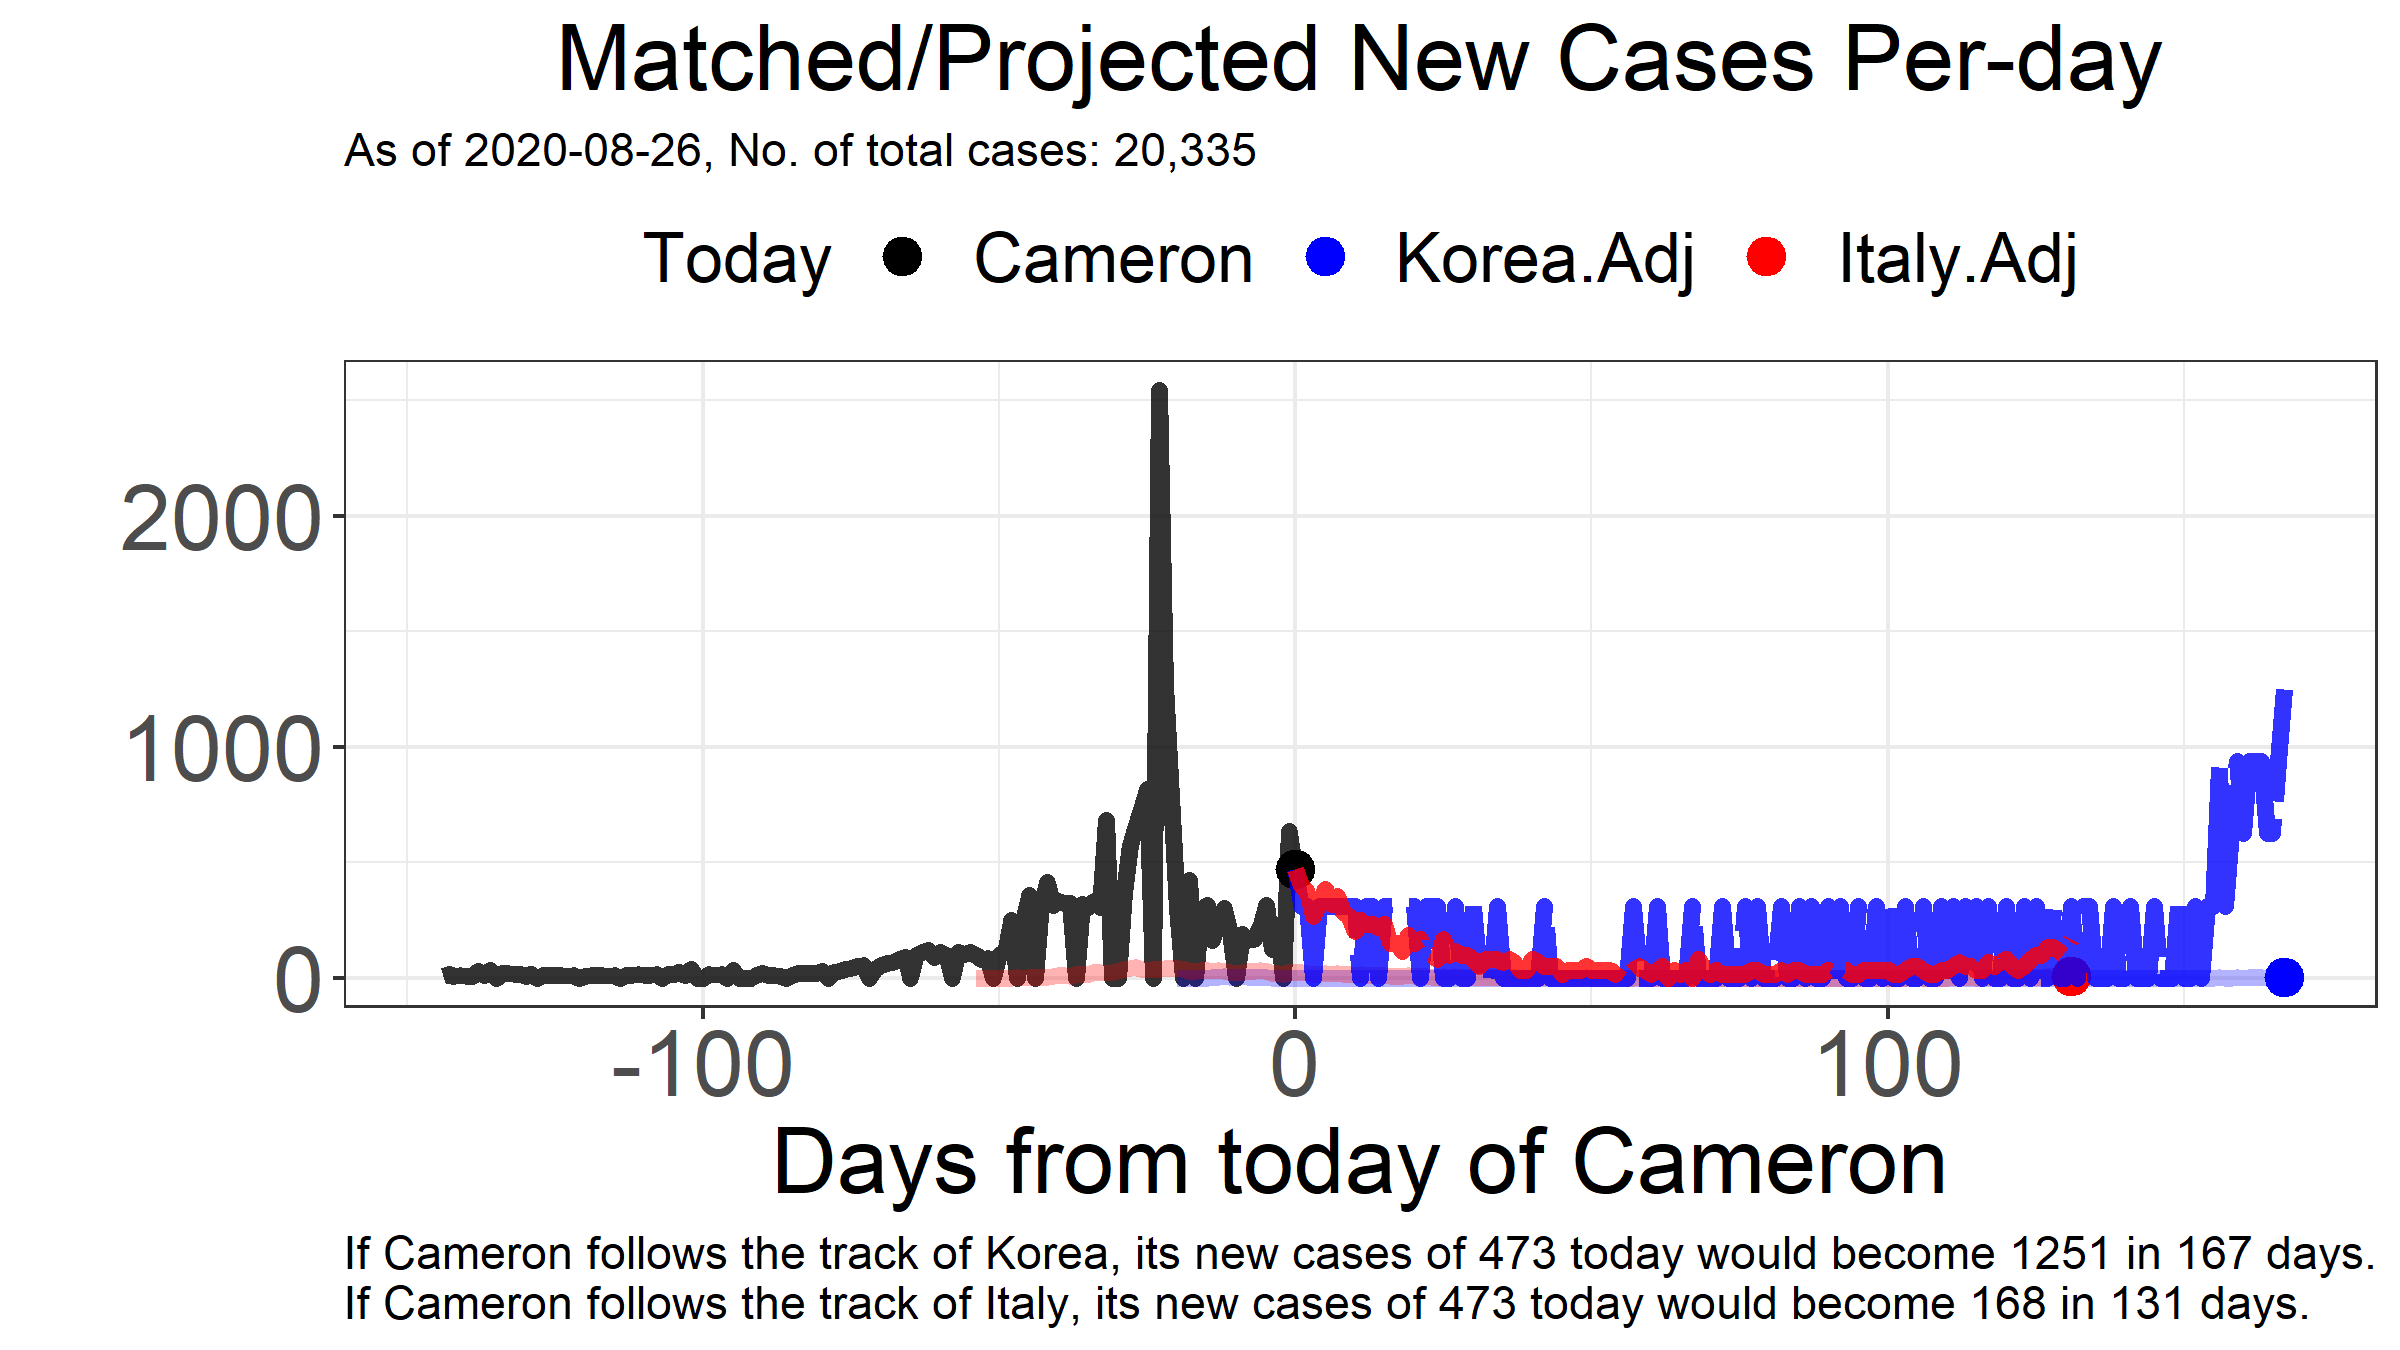 Matched/Projected New Cases Per-day
As of 2020-08-26, No. of total cases: 20,335
Today Cameron Korea.Adj Italy.Adj
2000
1000
0
-100 0 100
Days from today of Cameron
If Cameron follows the track of Korea, its new cases of 473 today would become 1251 in 167 days.
If Cameron follows the track of Italy, its new cases of 473 today would become 168 in 131 days.